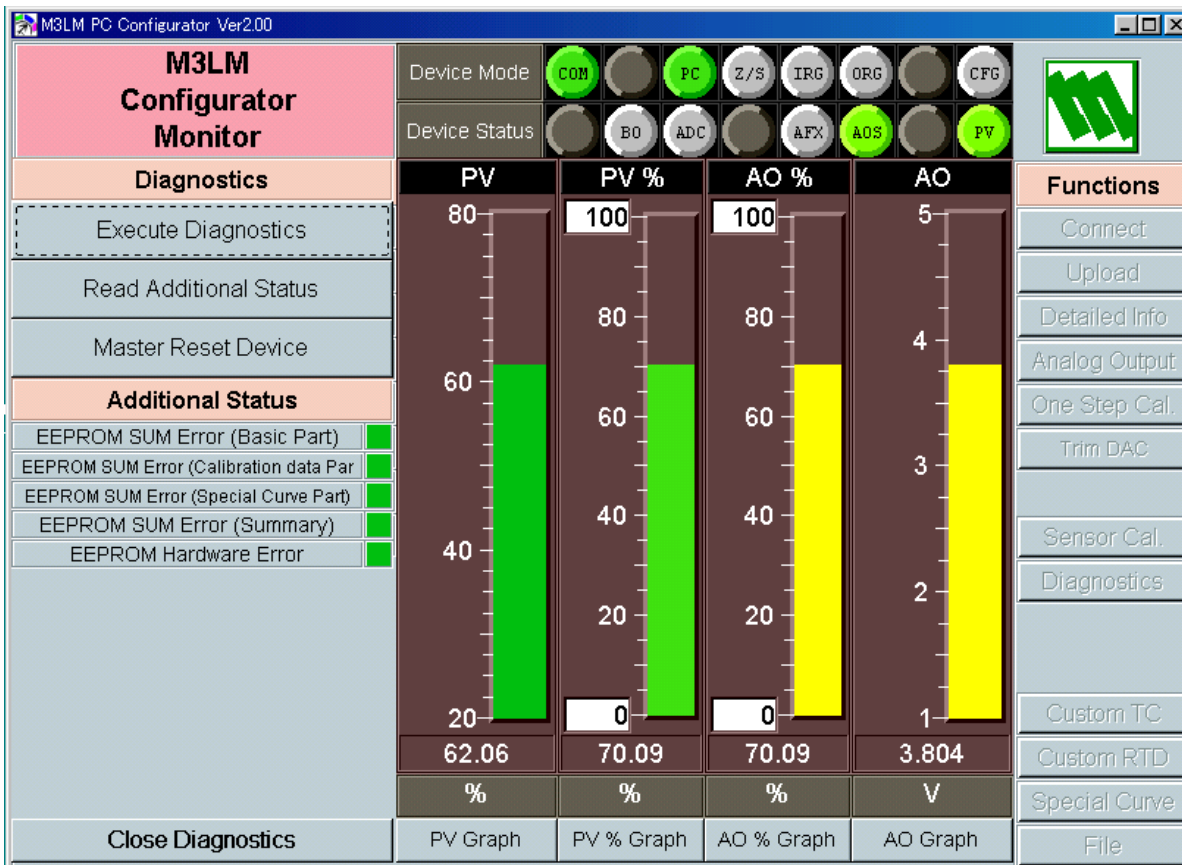 M3LM PC Configurator Ver2.00
M3LM
Configurator
Monitor
Device Mode COM PC Z/S IRG ORG CFG
Device Status BO ADC AFX AOS PV
Diagnostics
Execute Diagnostics
Read Additional Status
Master Reset Device
Additional Status
EEPROM SUM Error (Basic Part)
EEPROM SUM Error (Calibration data Par
EEPROM SUM Error (Special Curve Part)
EEPROM SUM Error (Summary)
EEPROM Hardware Error
Close Diagnostics
PV
80
60
40
20
62.06
%
PV Graph
PV %
100
80
60
40
20
0
70.09
%
PV % Graph
AO %
100
80
60
40
20
0
70.09
%
AO % Graph
AO
5
4
3
2
1
3.804
V
AO Graph
Functions
Connect
Upload
Detailed Info
Analog Output
One Step Cal.
Trim DAC
Sensor Cal.
Diagnostics
Custom TC
Custom RTD
Special Curve
File